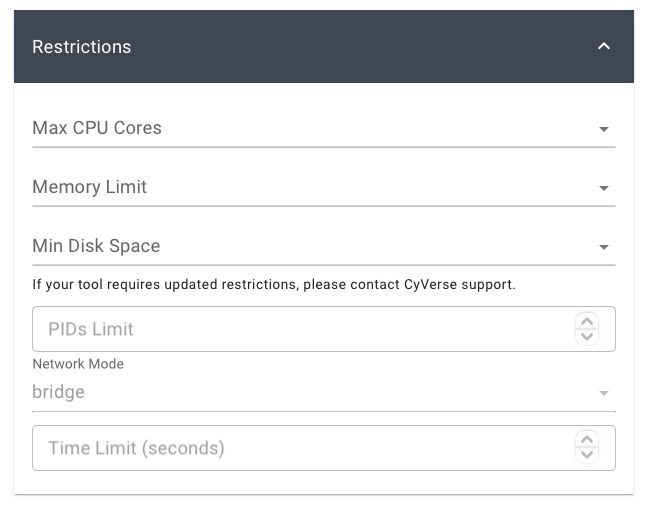 Restrictions
Max CPU Cores
Memory Limit
Min Disk Space
If your tool requires updated restrictions, please contact CyVerse support.
PIDs Limit
Network Mode
bridge
Time Limit (seconds)